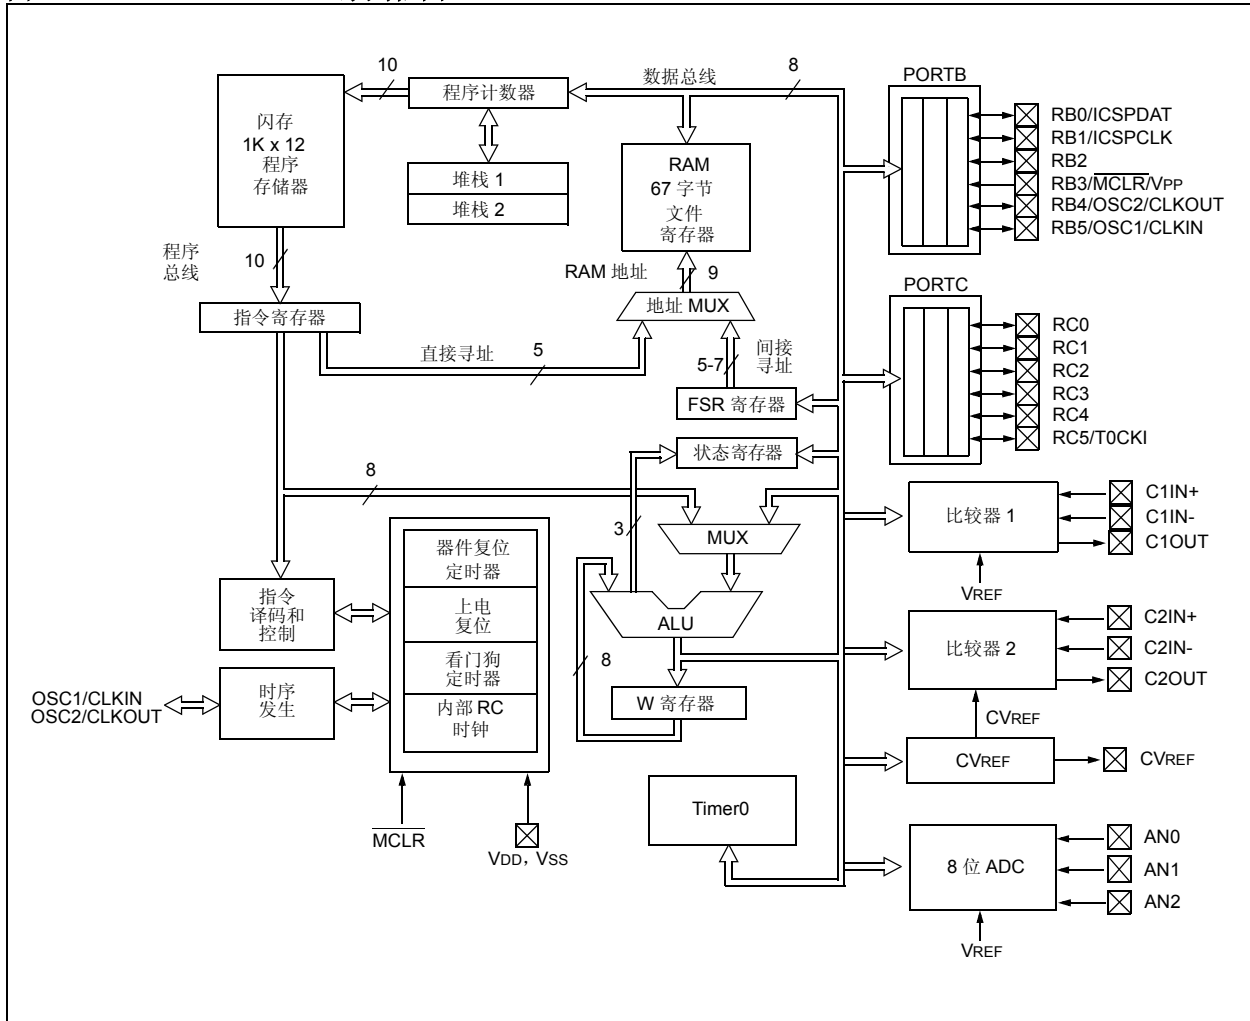 10
数据总线
8
程序计数器
闪存
1K x 12
程序
存储器
堆栈 1
堆栈 2
RAM
67 字节
文件
寄存器
程序
总线
10
RAM 地址
9
指令寄存器
地址 MUX
直接寻址
5
5-7
间接
寻址
FSR 寄存器
状态寄存器
8
3
MUX
ALU
8
W 寄存器
指令
译码和
控制
时序
发生
OSC1/CLKIN
OSC2/CLKOUT
器件复位
定时器
上电
复位
看门狗
定时器
内部 RC
时钟
MCLR
VDD，VSS
Timer0
PORTB
RB0/ICSPDAT
RB1/ICSPCLK
RB2
RB3/MCLR/VPP
RB4/OSC2/CLKOUT
RB5/OSC1/CLKIN
PORTC
RC0
RC1
RC2
RC3
RC4
RC5/T0CKI
比较器 1
C1IN+
C1IN-
C1OUT
VREF
比较器 2
C2IN+
C2IN-
C2OUT
CVREF
CVREF
CVREF
8 位 ADC
AN0
AN1
AN2
VREF